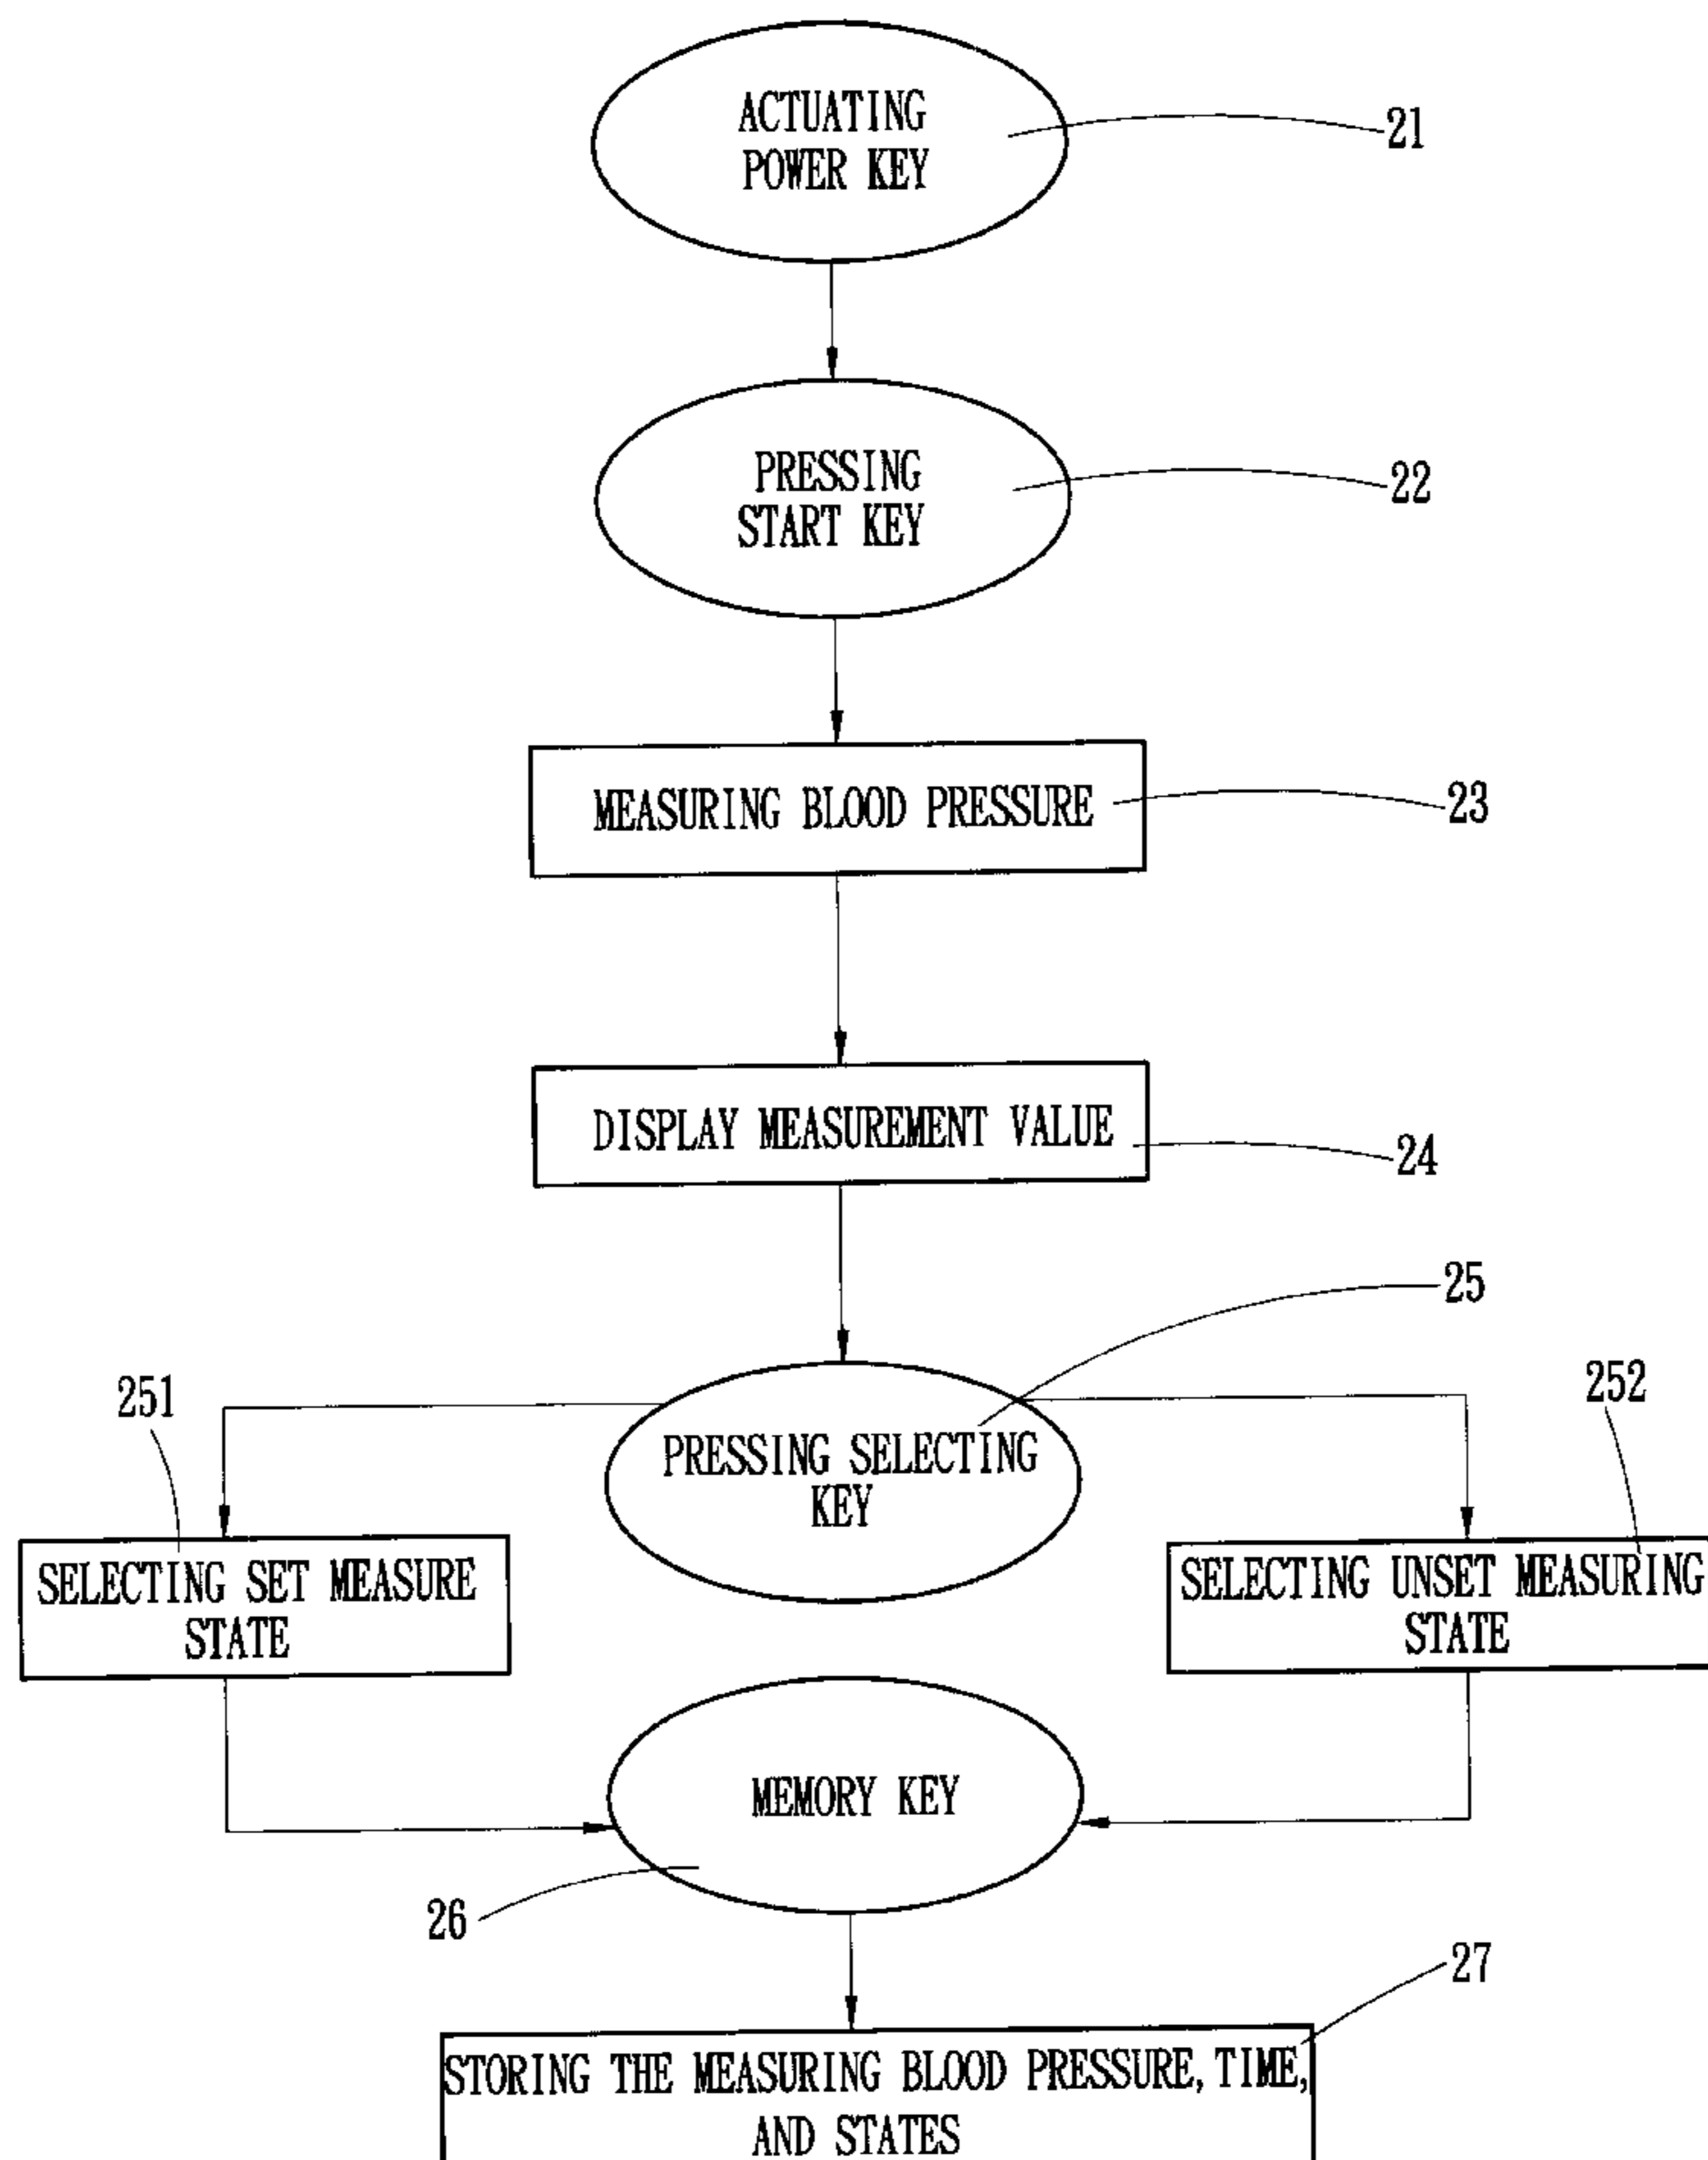 ACTUATING
POWER KEY
21
PRESSING
START KEY
22
MEASURING BLOOD PRESSURE
23
DISPLAY MEASUREMENT VALUE
24
25
251
252
PRESSING SELECTING
KEY
SELECTING SET MEASURE
STATE
SELECTING UNSET MEASURING
STATE
MEMORY KEY
26
27
STORING THE MEASURING BLOOD PRESSURE, TIME,
AND STATES